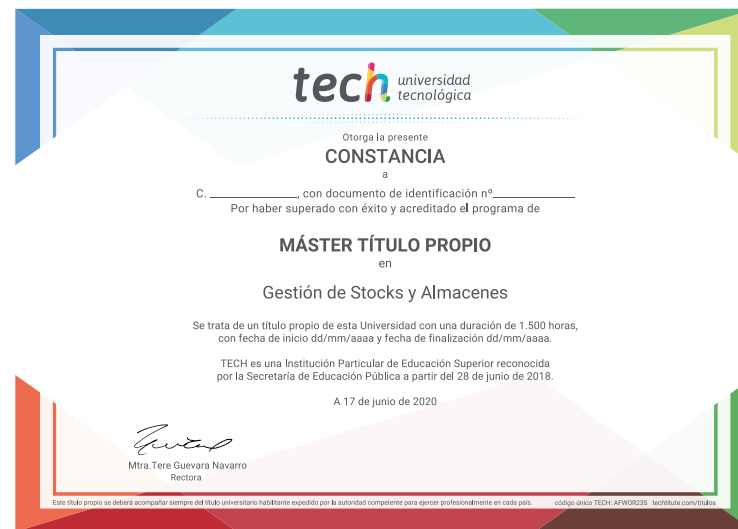 tech universidad
tecnológica
Otorga la presente
CONSTANCIA
a
C. ______________, con documento de identificación nº_____________
Por haber superado con éxito y acreditado el programa de
MÁSTER TÍTULO PROPIO
en
Gestión de Stocks y Almacenes
Se trata de un título propio de esta Universidad con una duración de 1.500 horas,
con fecha de inicio dd/mm/aaaa y fecha de finalización dd/mm/aaaa.
TECH es una Institución Particular de Educación Superior reconocida
por la Secretaría de Educación Pública a partir del 28 de junio de 2018.
A 17 de junio de 2020
Mtra.Tere Guevara Navarro
Rectora
Este título propio se deberá acompañar siempre del título universitario habilitante expedido por la autoridad competente para ejercer profesionalmente en cada país. código único TECH: AFWOR23S techtitute.com/titulos